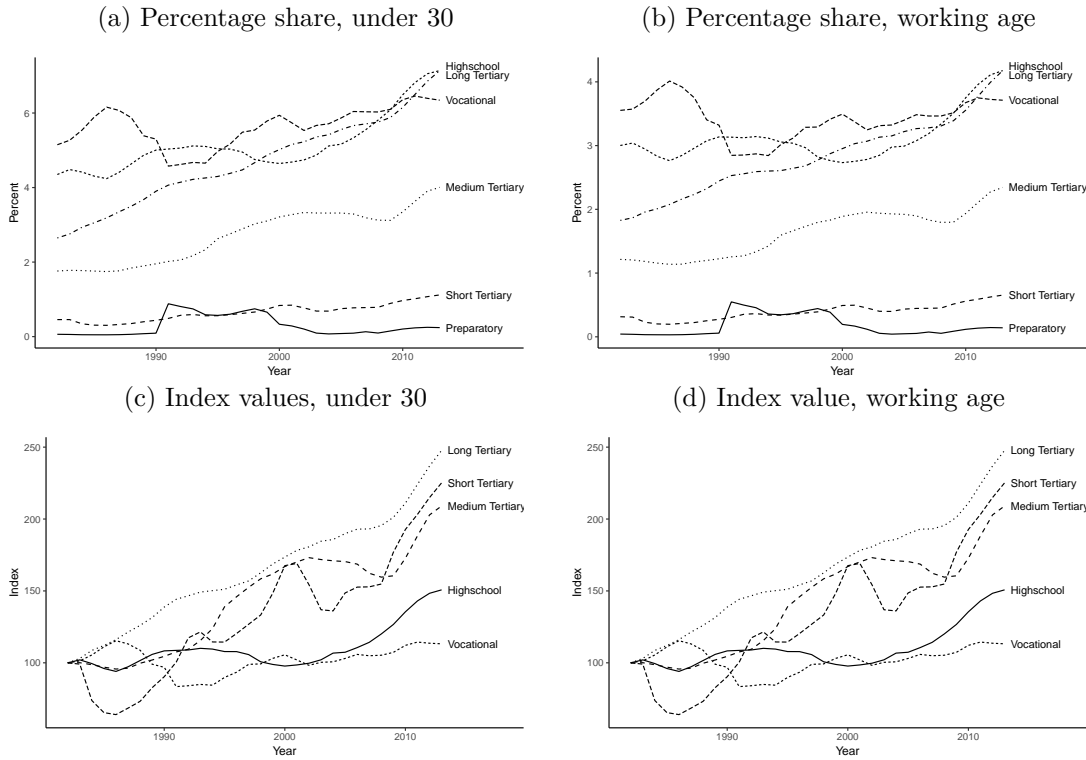 (a) Percentage share, under 30
Percent
6
4
2
0
Highschool
Long Tertiary
Vocational
Medium Tertiary
Short Tertiary
Preparatory
1990
2000
2010
Year
(b) Percentage share, working age
Percent
4
3
2
1
0
Highschool
Long Tertiary
Vocational
Medium Tertiary
Short Tertiary
Preparatory
1990
2000
2010
Year
(c) Index values, under 30
Index
250
200
150
100
Long Tertiary
Short Tertiary
Medium Tertiary
Highschool
Vocational
1990
2000
2010
Year
(d) Index value, working age
Index
250
200
150
100
Long Tertiary
Short Tertiary
Medium Tertiary
Highschool
Vocational
1990
2000
2010
Year